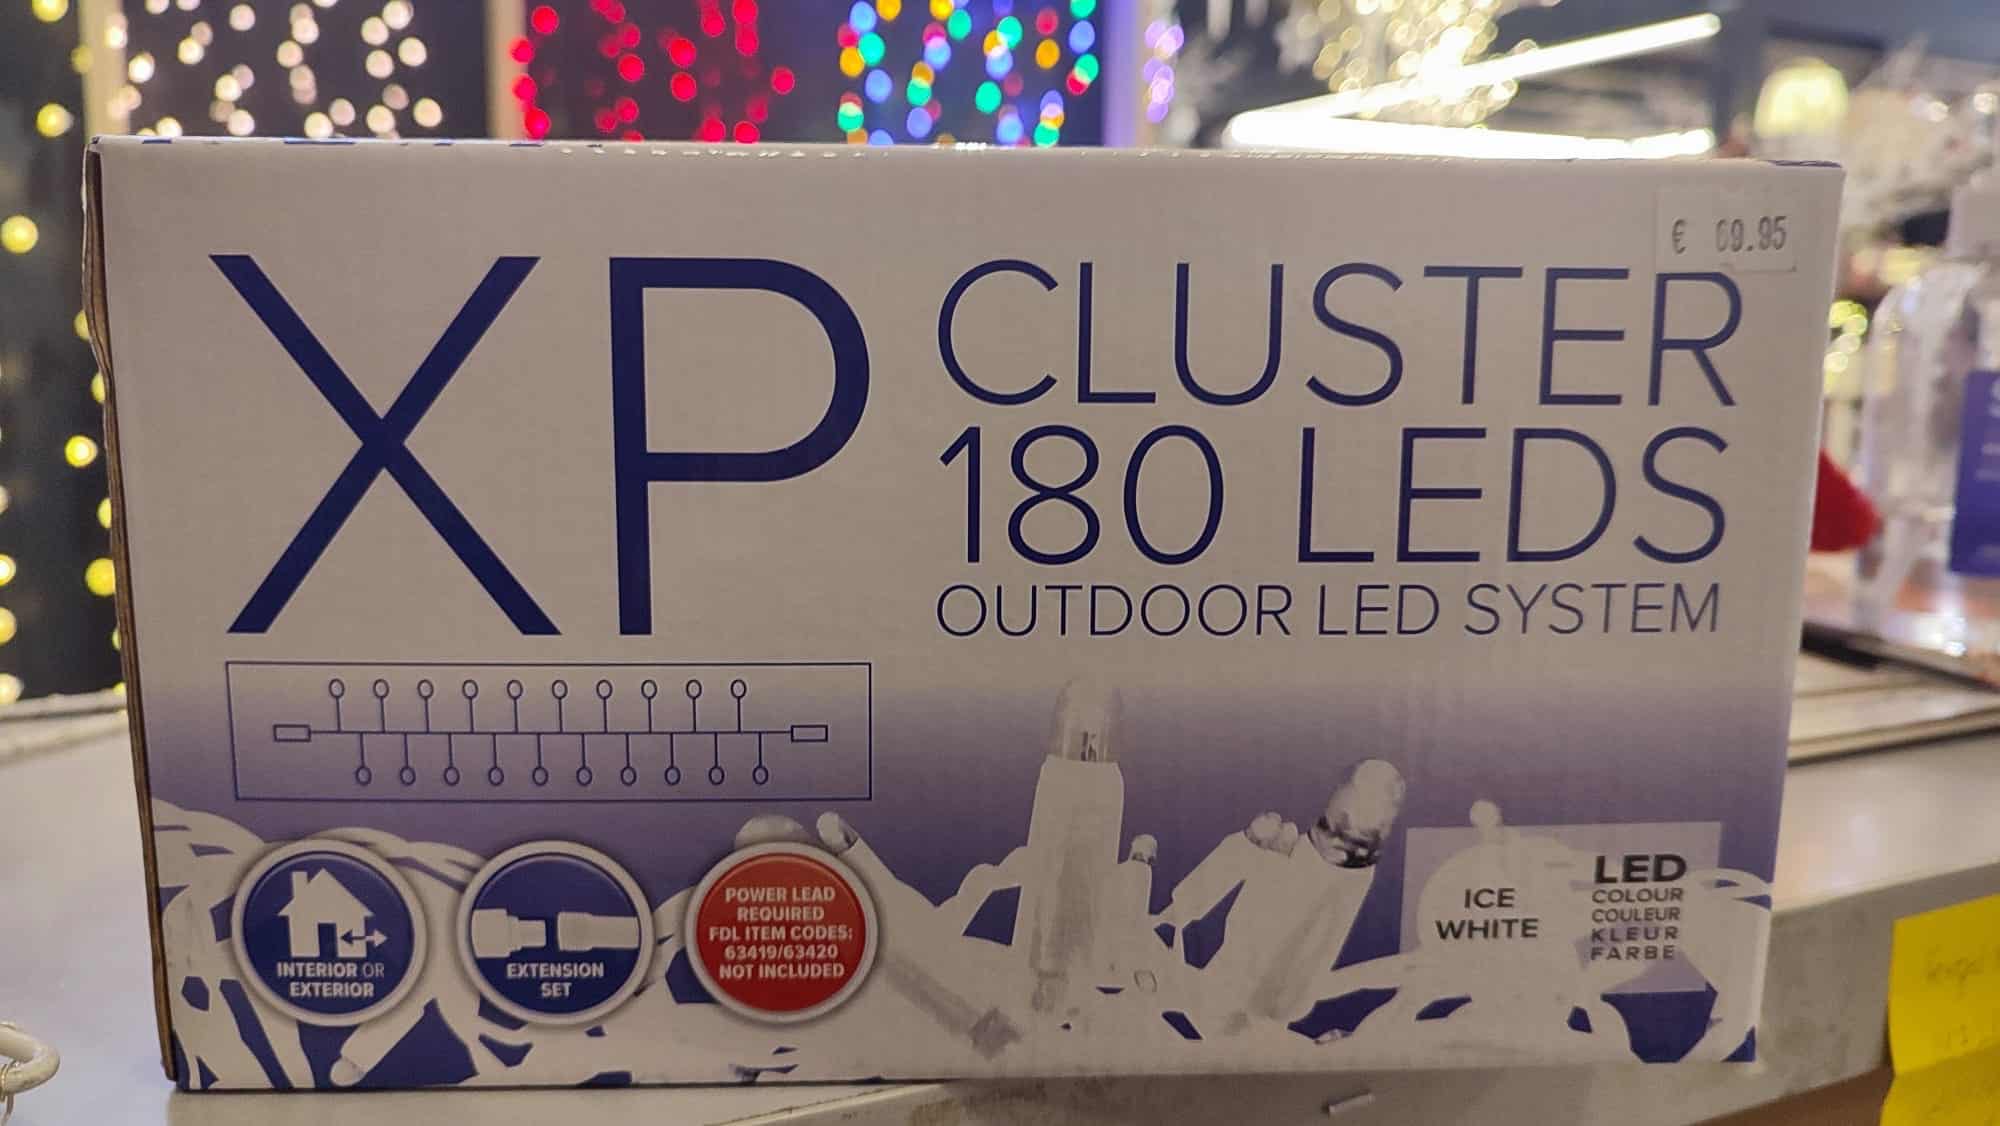 € 69.95
XP
CLUSTER
180 LEDS
OUTDOOR LED SYSTEM
INTERIOR OR
EXTERIOR
EXTENSION
SET
POWER LEAD
REQUIRED
FDL ITEM CODES:
63419/63420
NOT INCLUDED
ICE
WHITE
LED
COLOUR
COULEUR
KLEUR
FARBE